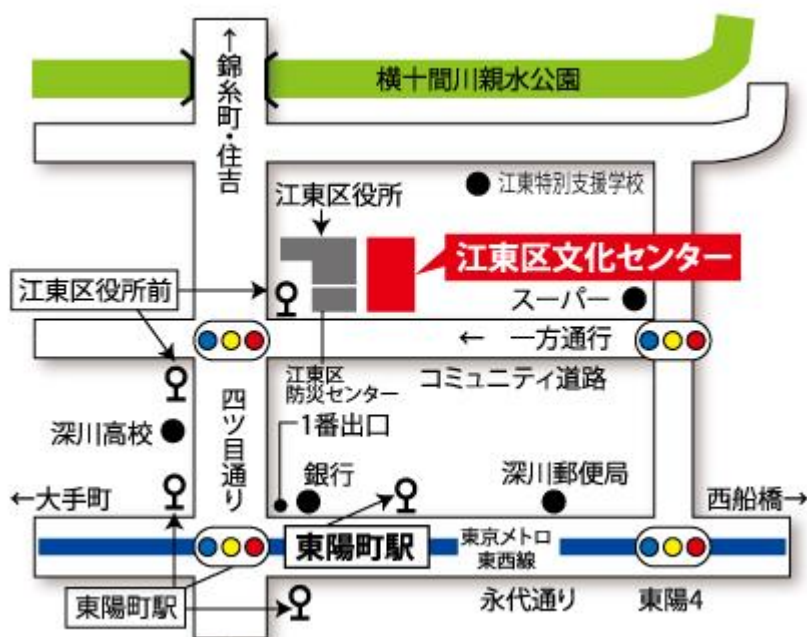 ↑錦糸町・住吉
横十間川親水公園
江東特別支援学校
江東区役所
江東区文化センター
江東区役所前
スーパー
← 一方通行
江東区
防災センター
コミュニティ道路
四ツ目通り
1番出口
深川高校
銀行
深川郵便局
←大手町
西船橋→
東陽町駅
東京メトロ
東西線
東陽町駅
永代通り
東陽4